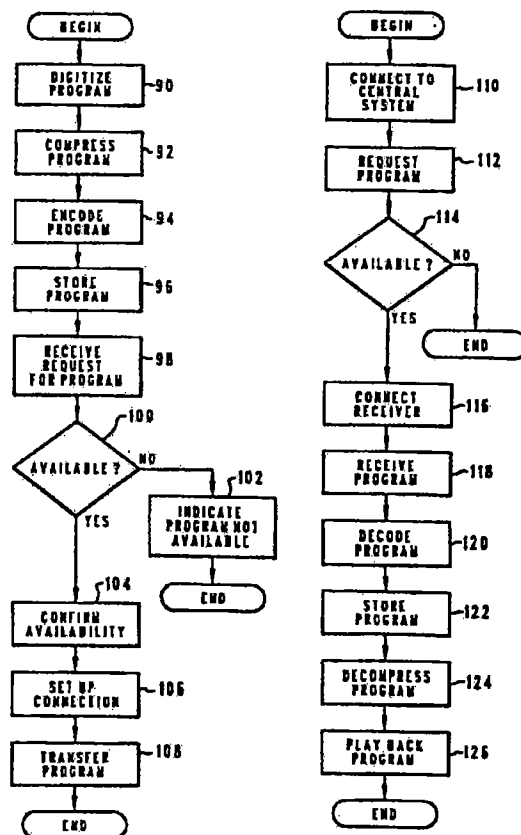 BEGIN
DIGITIZE
PROGRAM
90
COMPRESS
PROGRAM
92
ENCODE
PROGRAM
94
STORE
PROGRAM
96
RECEIVE
REQUEST
FOR PROGRAM
98
100
AVAILABLE?
NO
YES
102
INDICATE
PROGRAM NOT
AVAILABLE
END
104
CONFIRM
AVAILABILITY
SET UP
CONNECTION
106
TRANSFER
PROGRAM
108
END
BEGIN
CONNECT TO
CENTRAL
SYSTEM
110
REQUEST
PROGRAM
112
114
AVAILABLE?
NO
YES
END
CONNECT
RECEIVER
116
RECEIVE
PROGRAM
118
DECODE
PROGRAM
120
STORE
PROGRAM
122
DECOMPRESS
PROGRAM
124
PLAY BACK
PROGRAM
126
END